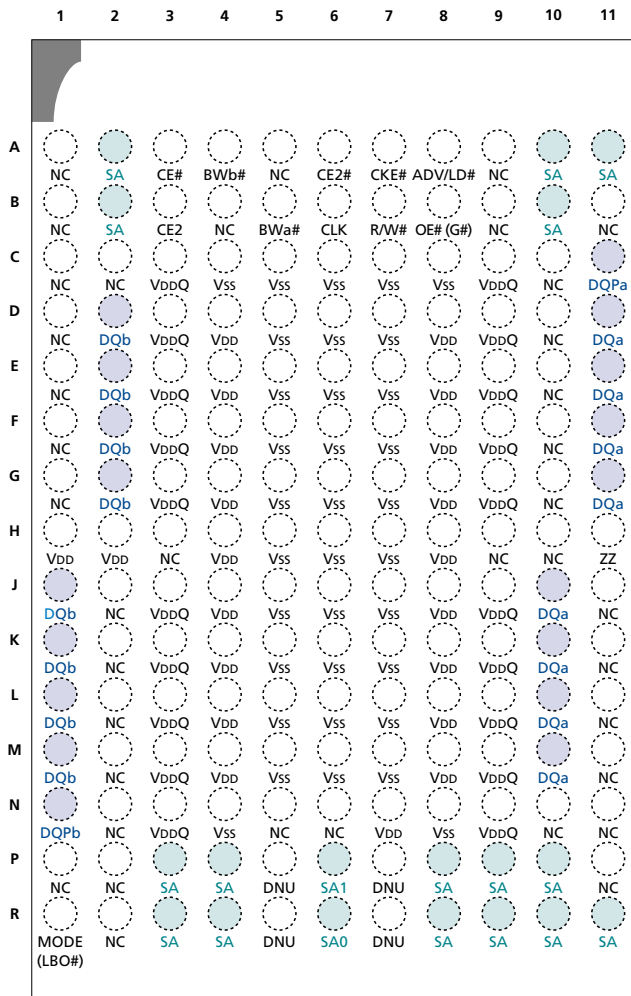 1 2 3 4 5 6 7 8 9 10 11
A
NC SA CE# BWb# NC CE2# CKE# ADV/LD# NC SA SA
B
NC SA CE2 NC BWa# CLK R/W# OE# (G#) NC SA NC
C
NC NC VDDQ VSS VSS VSS VSS VSS VDDQ NC DQPa
D
NC DQb VDDQ VDD VSS VSS VSS VDD VDDQ NC DQa
E
NC DQb VDDQ VDD VSS VSS VSS VDD VDDQ NC DQa
F
NC DQb VDDQ VDD VSS VSS VSS VDD VDDQ NC DQa
G
NC DQb VDDQ VDD VSS VSS VSS VDD VDDQ NC DQa
H
VDD VDD NC VDD VSS VSS VSS VDD NC NC ZZ
J
DQb NC VDDQ VDD VSS VSS VSS VDD VDDQ DQa NC
K
DQb NC VDDQ VDD VSS VSS VSS VDD VDDQ DQa NC
L
DQb NC VDDQ VDD VSS VSS VSS VDD VDDQ DQa NC
M
DQb NC VDDQ VDD VSS VSS VSS VDD VDDQ DQa NC
N
DQPb NC VDDQ VSS NC NC VDD VSS VDDQ NC NC
P
NC NC SA SA DNU SA1 DNU SA SA SA NC
R
MODE NC SA SA DNU SA0 DNU SA SA SA SA
(LBO#)